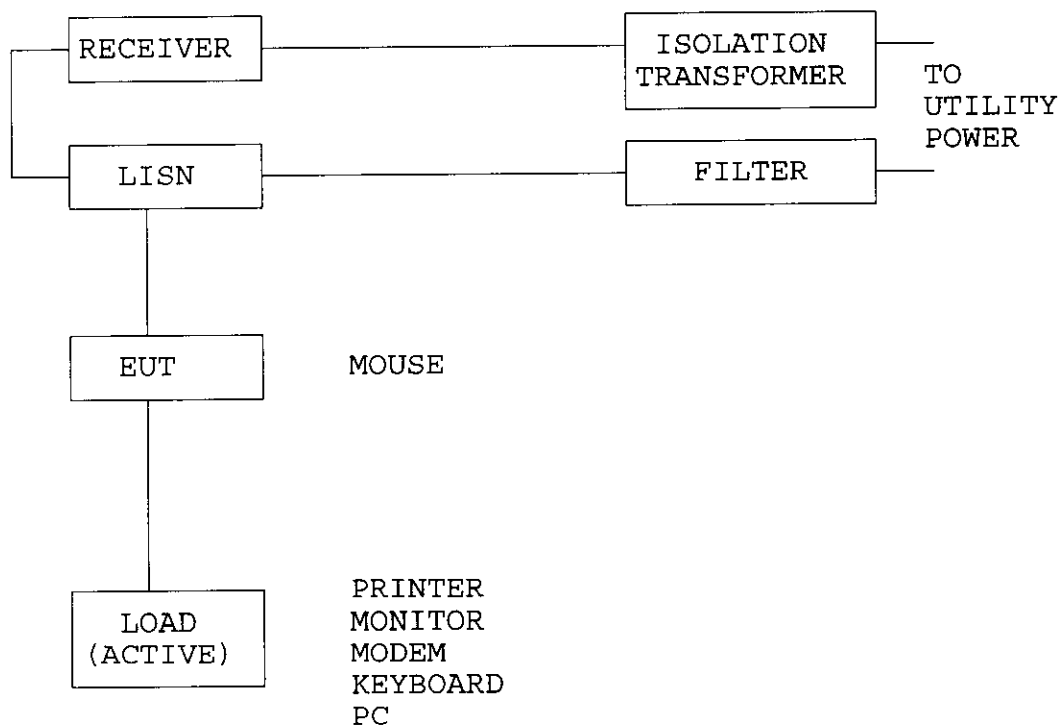 RECEIVER
ISOLATION
TRANSFORMER
TO
UTILITY
POWER
LISN
FILTER
EUT
MOUSE
LOAD
(ACTIVE)
PRINTER
MONITOR
MODEM
KEYBOARD
PC